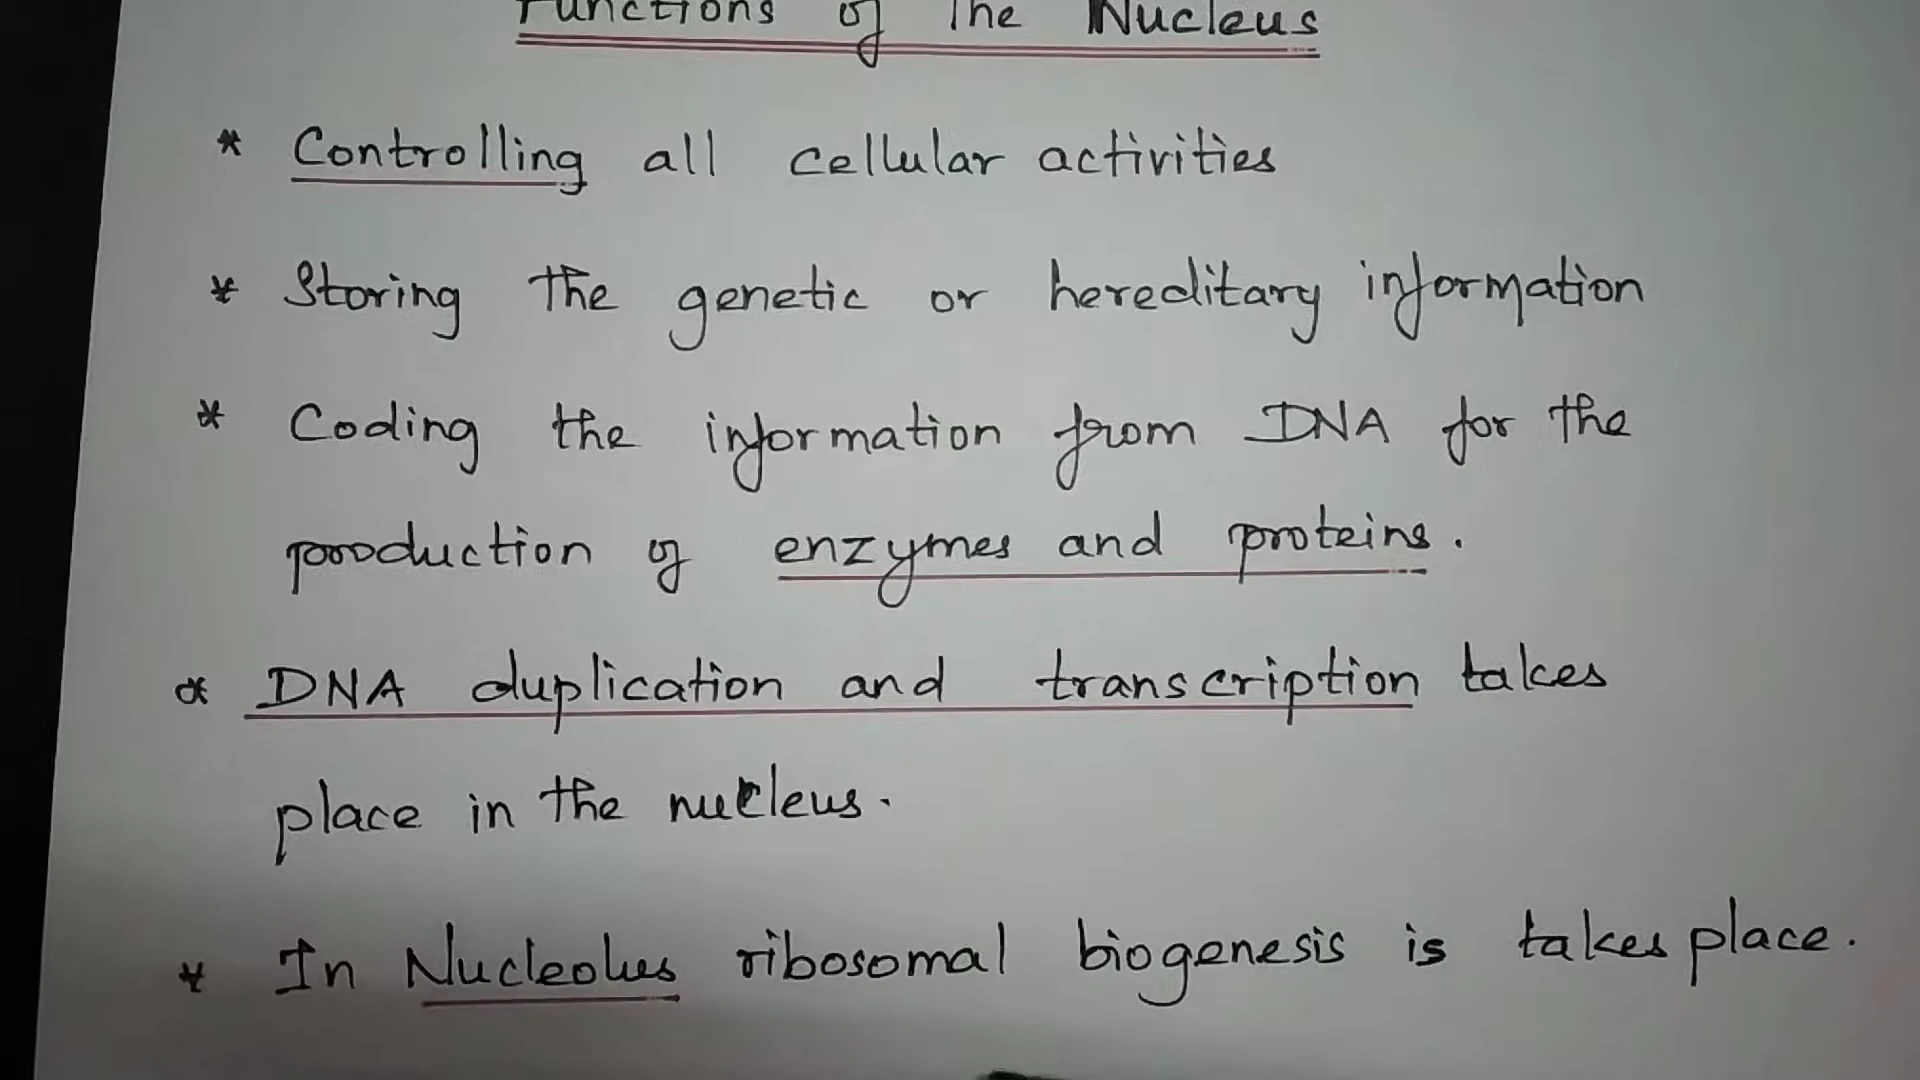 Functions of The Nucleus
* Controlling all cellular activities
* Storing the genetic or hereditary information
* Coding the information from DNA for the
production of enzymes and proteins.
* DNA duplication and transcription takes
place in the nucleus.
* In Nucleolus ribosomal biogenesis is takes place.